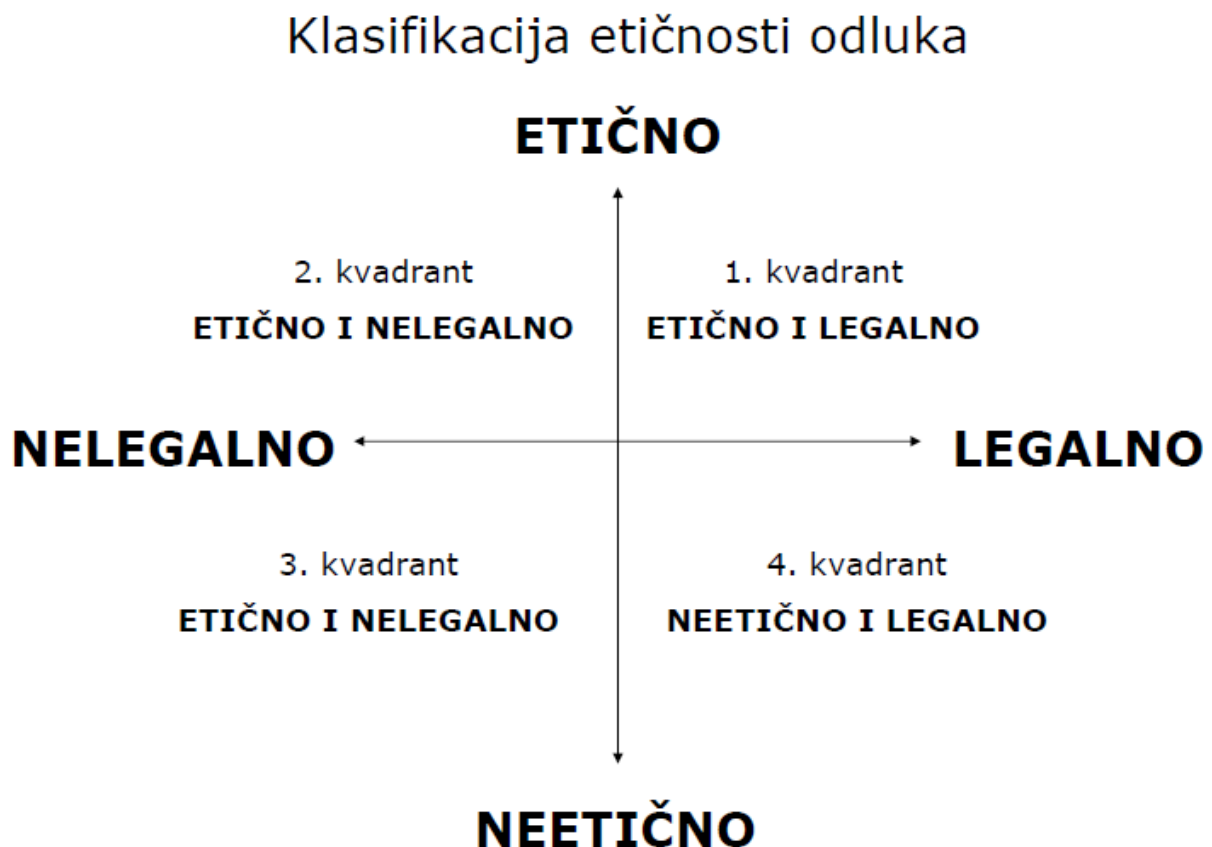 Klasifikacija etičnosti odluka
ETIČNO
2. kvadrant
ETIČNO I NELEGALNO
1. kvadrant
ETIČNO I LEGALNO
NELEGALNO
LEGALNO
3. kvadrant
ETIČNO I NELEGALNO
4. kvadrant
NEETIČNO I LEGALNO
NEETIČNO